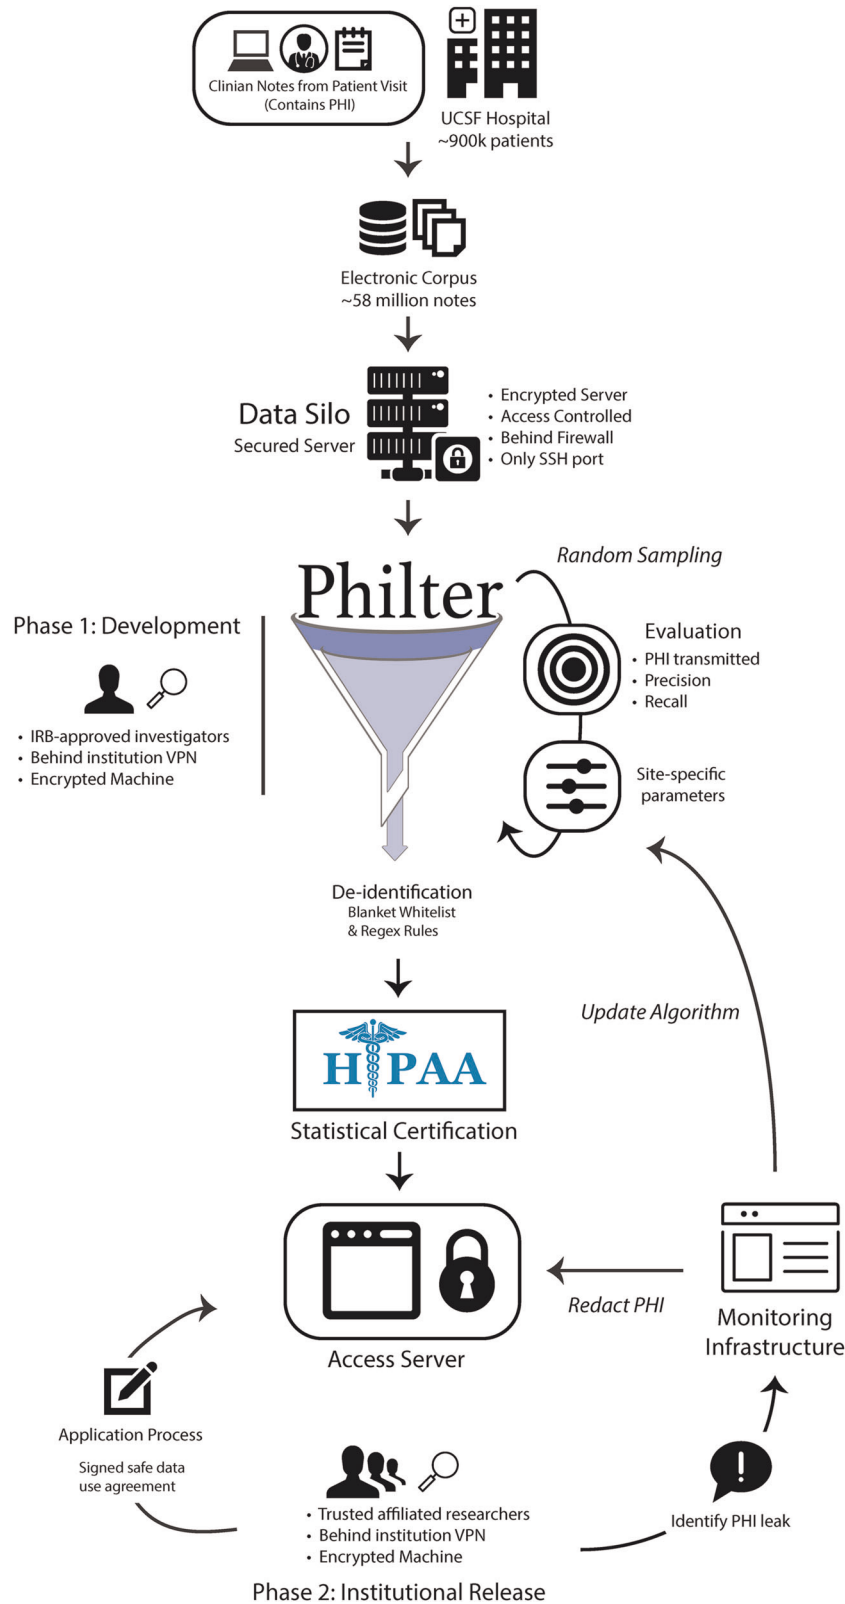 Clinian Notes from Patient Visit
(Contains PHI)
UCSF Hospital
~900k patients
Electronic Corpus
~58 million notes
Data Silo
Secured Server
• Encrypted Server
• Access Controlled
• Behind Firewall
• Only SSH port
Philter
Random Sampling
Phase 1: Development
• IRB-approved investigators
• Behind institution VPN
• Encrypted Machine
Evaluation
• PHI transmitted
• Precision
• Recall
Site-specific
parameters
De-identification
Blanket Whitelist
& Regex Rules
Update Algorithm
HIPAA
Statistical Certification
Access Server
Redact PHI
Monitoring
Infrastructure
Application Process
Signed safe data
use agreement
• Trusted affiliated researchers
• Behind institution VPN
• Encrypted Machine
Identify PHI leak
Phase 2: Institutional Release